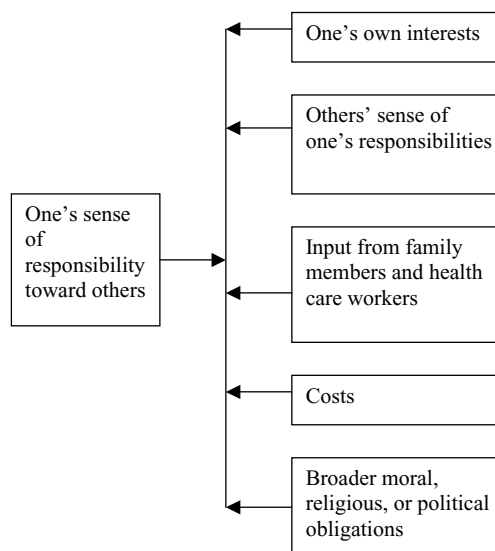 One’s own interests
Others’ sense of
one’s responsibilities
One’s sense
of
responsibility
toward others
Input from family
members and health
care workers
Costs
Broader moral,
religious, or political
obligations